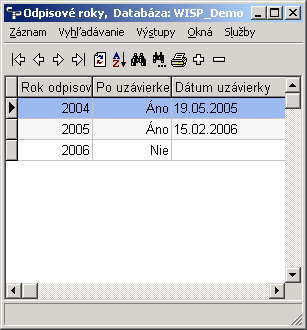 Odpisové roky, Databáza: WISP_Demo
Záznam Vyhľadávanie Výstupy Okná Služby
Rok odpisov Po uzávierke Dátum uzávierky
2004 Áno 19.05.2005
2005 Áno 15.02.2006
2006 Nie